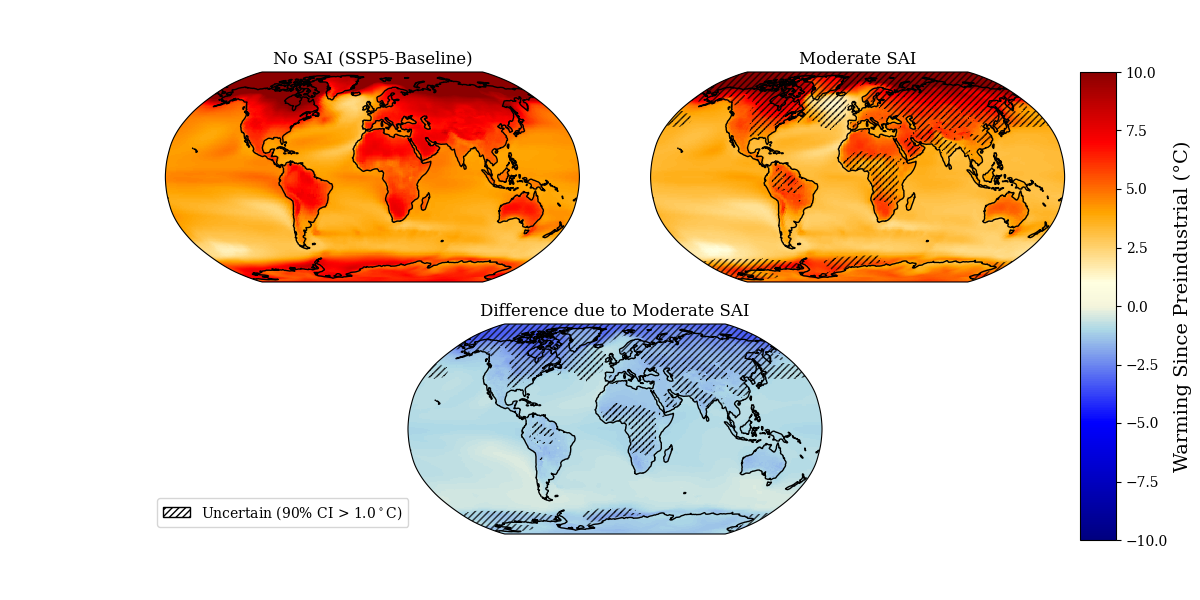 No SAI (SSP5-Baseline)
Moderate SAI
Difference due to Moderate SAI
Uncertain (90% CI > 1.0°C)
10.0
7.5
5.0
2.5
0.0
−2.5
−5.0
−7.5
−10.0
Warming Since Preindustrial (°C)